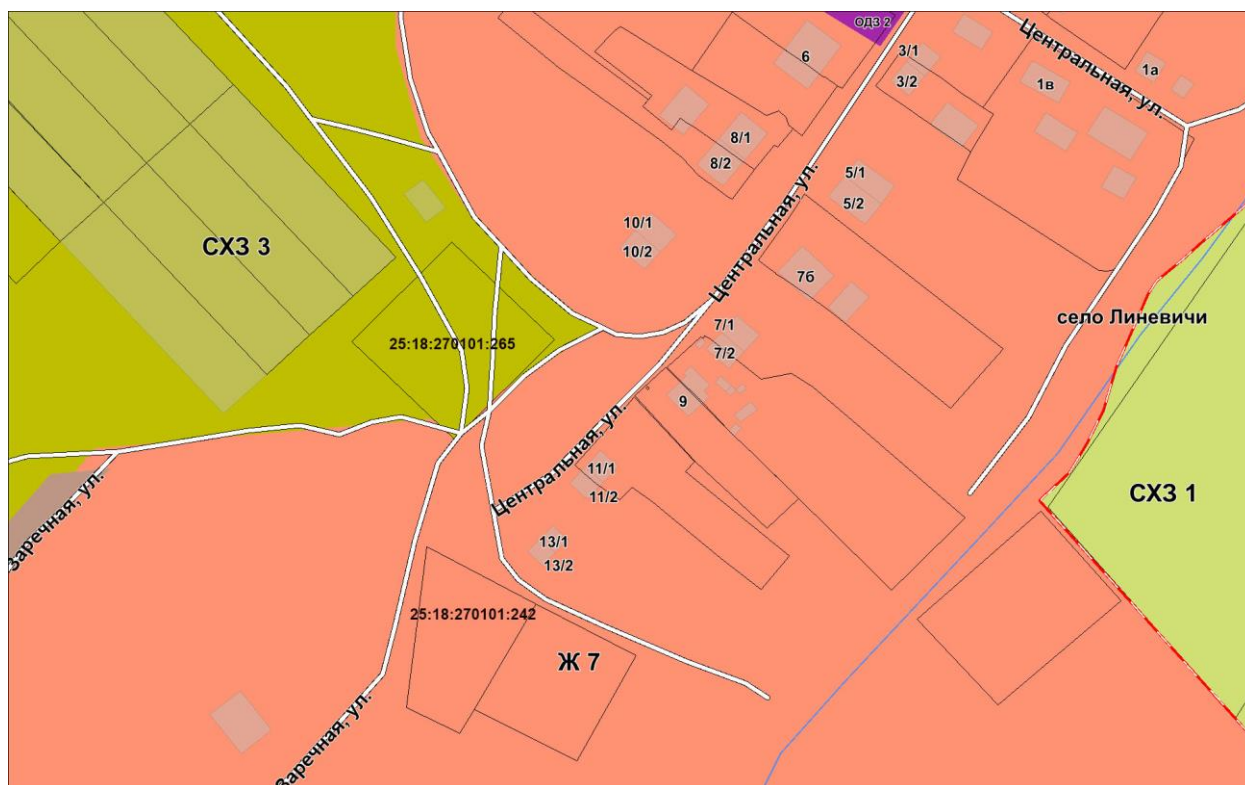 ОДЗ 2
Центральная, ул.
6
3/1
3/2
1в
1а
8/1
8/2
5/1
5/2
10/1
10/2
СХЗ 3
Центральная, ул.
7б
село Линевичи
7/1
7/2
25:18:270101:265
9
Центральная, ул.
11/1
11/2
СХЗ 1
Заречная, ул.
13/1
13/2
25:18:270101:242
Ж 7
Заречная, ул.